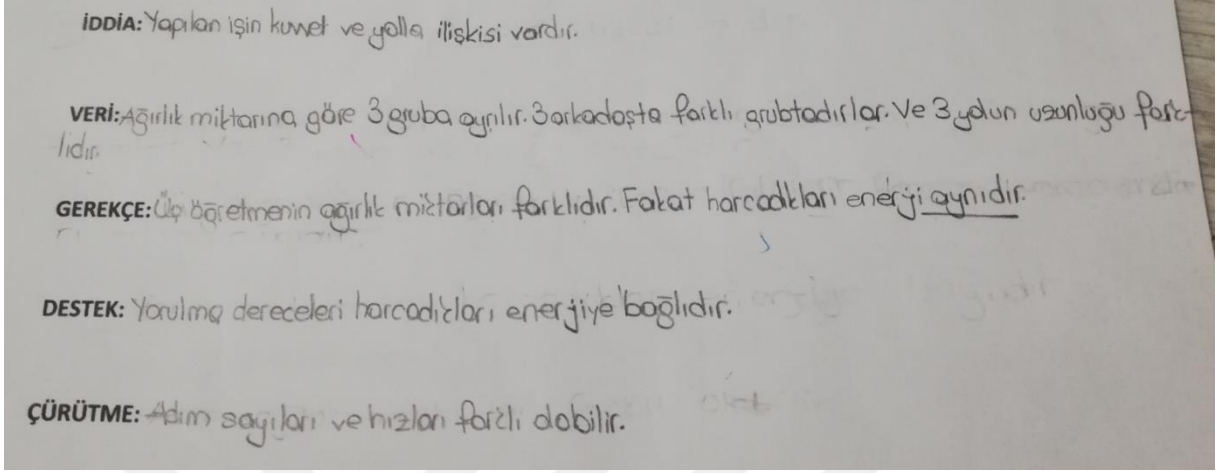 İDDİA: Yapılan işin kuvvet ve yolla ilişkisi vardır.
VERİ: Ağırlık miktarına göre 3 gruba ayrılır. 3 arkadaşta farklı grubtadırlar. Ve 3 yolun uzunluğu fark-
lıdır.
GEREKÇE: Üç öğretmenin ağırlık miktarları farklıdır. Fakat harcadıkları enerji aynıdır.
DESTEK: Yorulma dereceleri harcadıkları enerjiye bağlıdır.
ÇÜRÜTME: Adım sayıları ve hızları farklı olabilir.